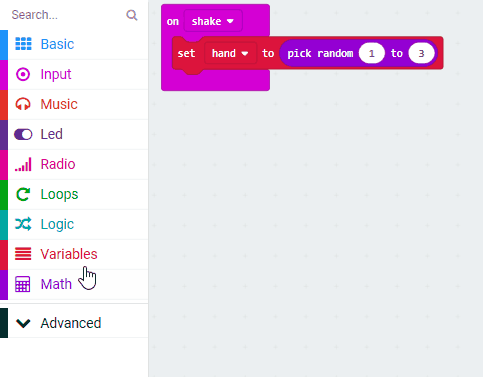 Search...
Basic
Input
Music
Led
Radio
Loops
Logic
Variables
Math
Advanced
on shake
set hand to pick random 1 to 3